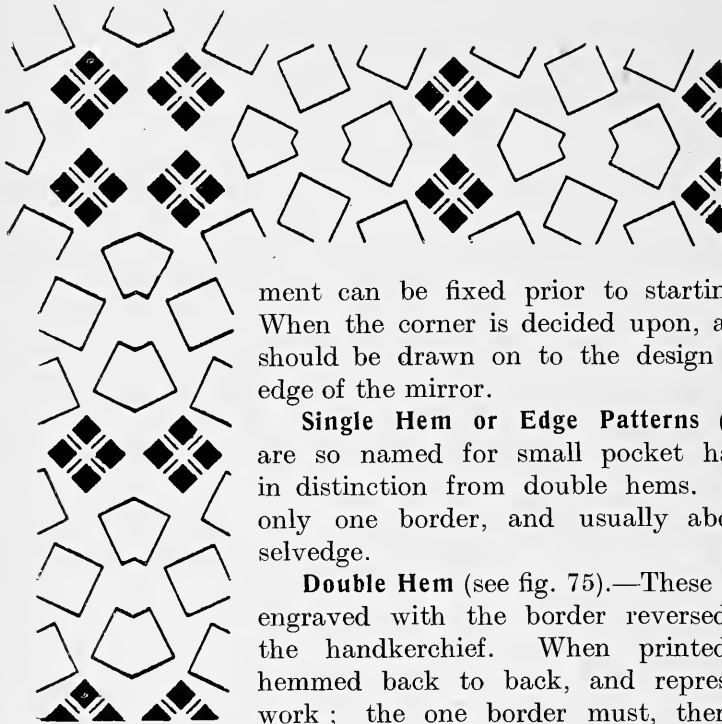 ment can be fixed prior to startin
When the corner is decided upon, a
should be drawn on to the design
edge of the mirror.
Single Hem or Edge Patterns (
are so named for small pocket ha
in distinction from double hems.
only one border, and usually abo
selvedge.
Double Hem (see fig. 75).—These
engraved with the border reversed
the handkerchief. When printed
hemmed back to back, and repres
work ; the one border must, ther